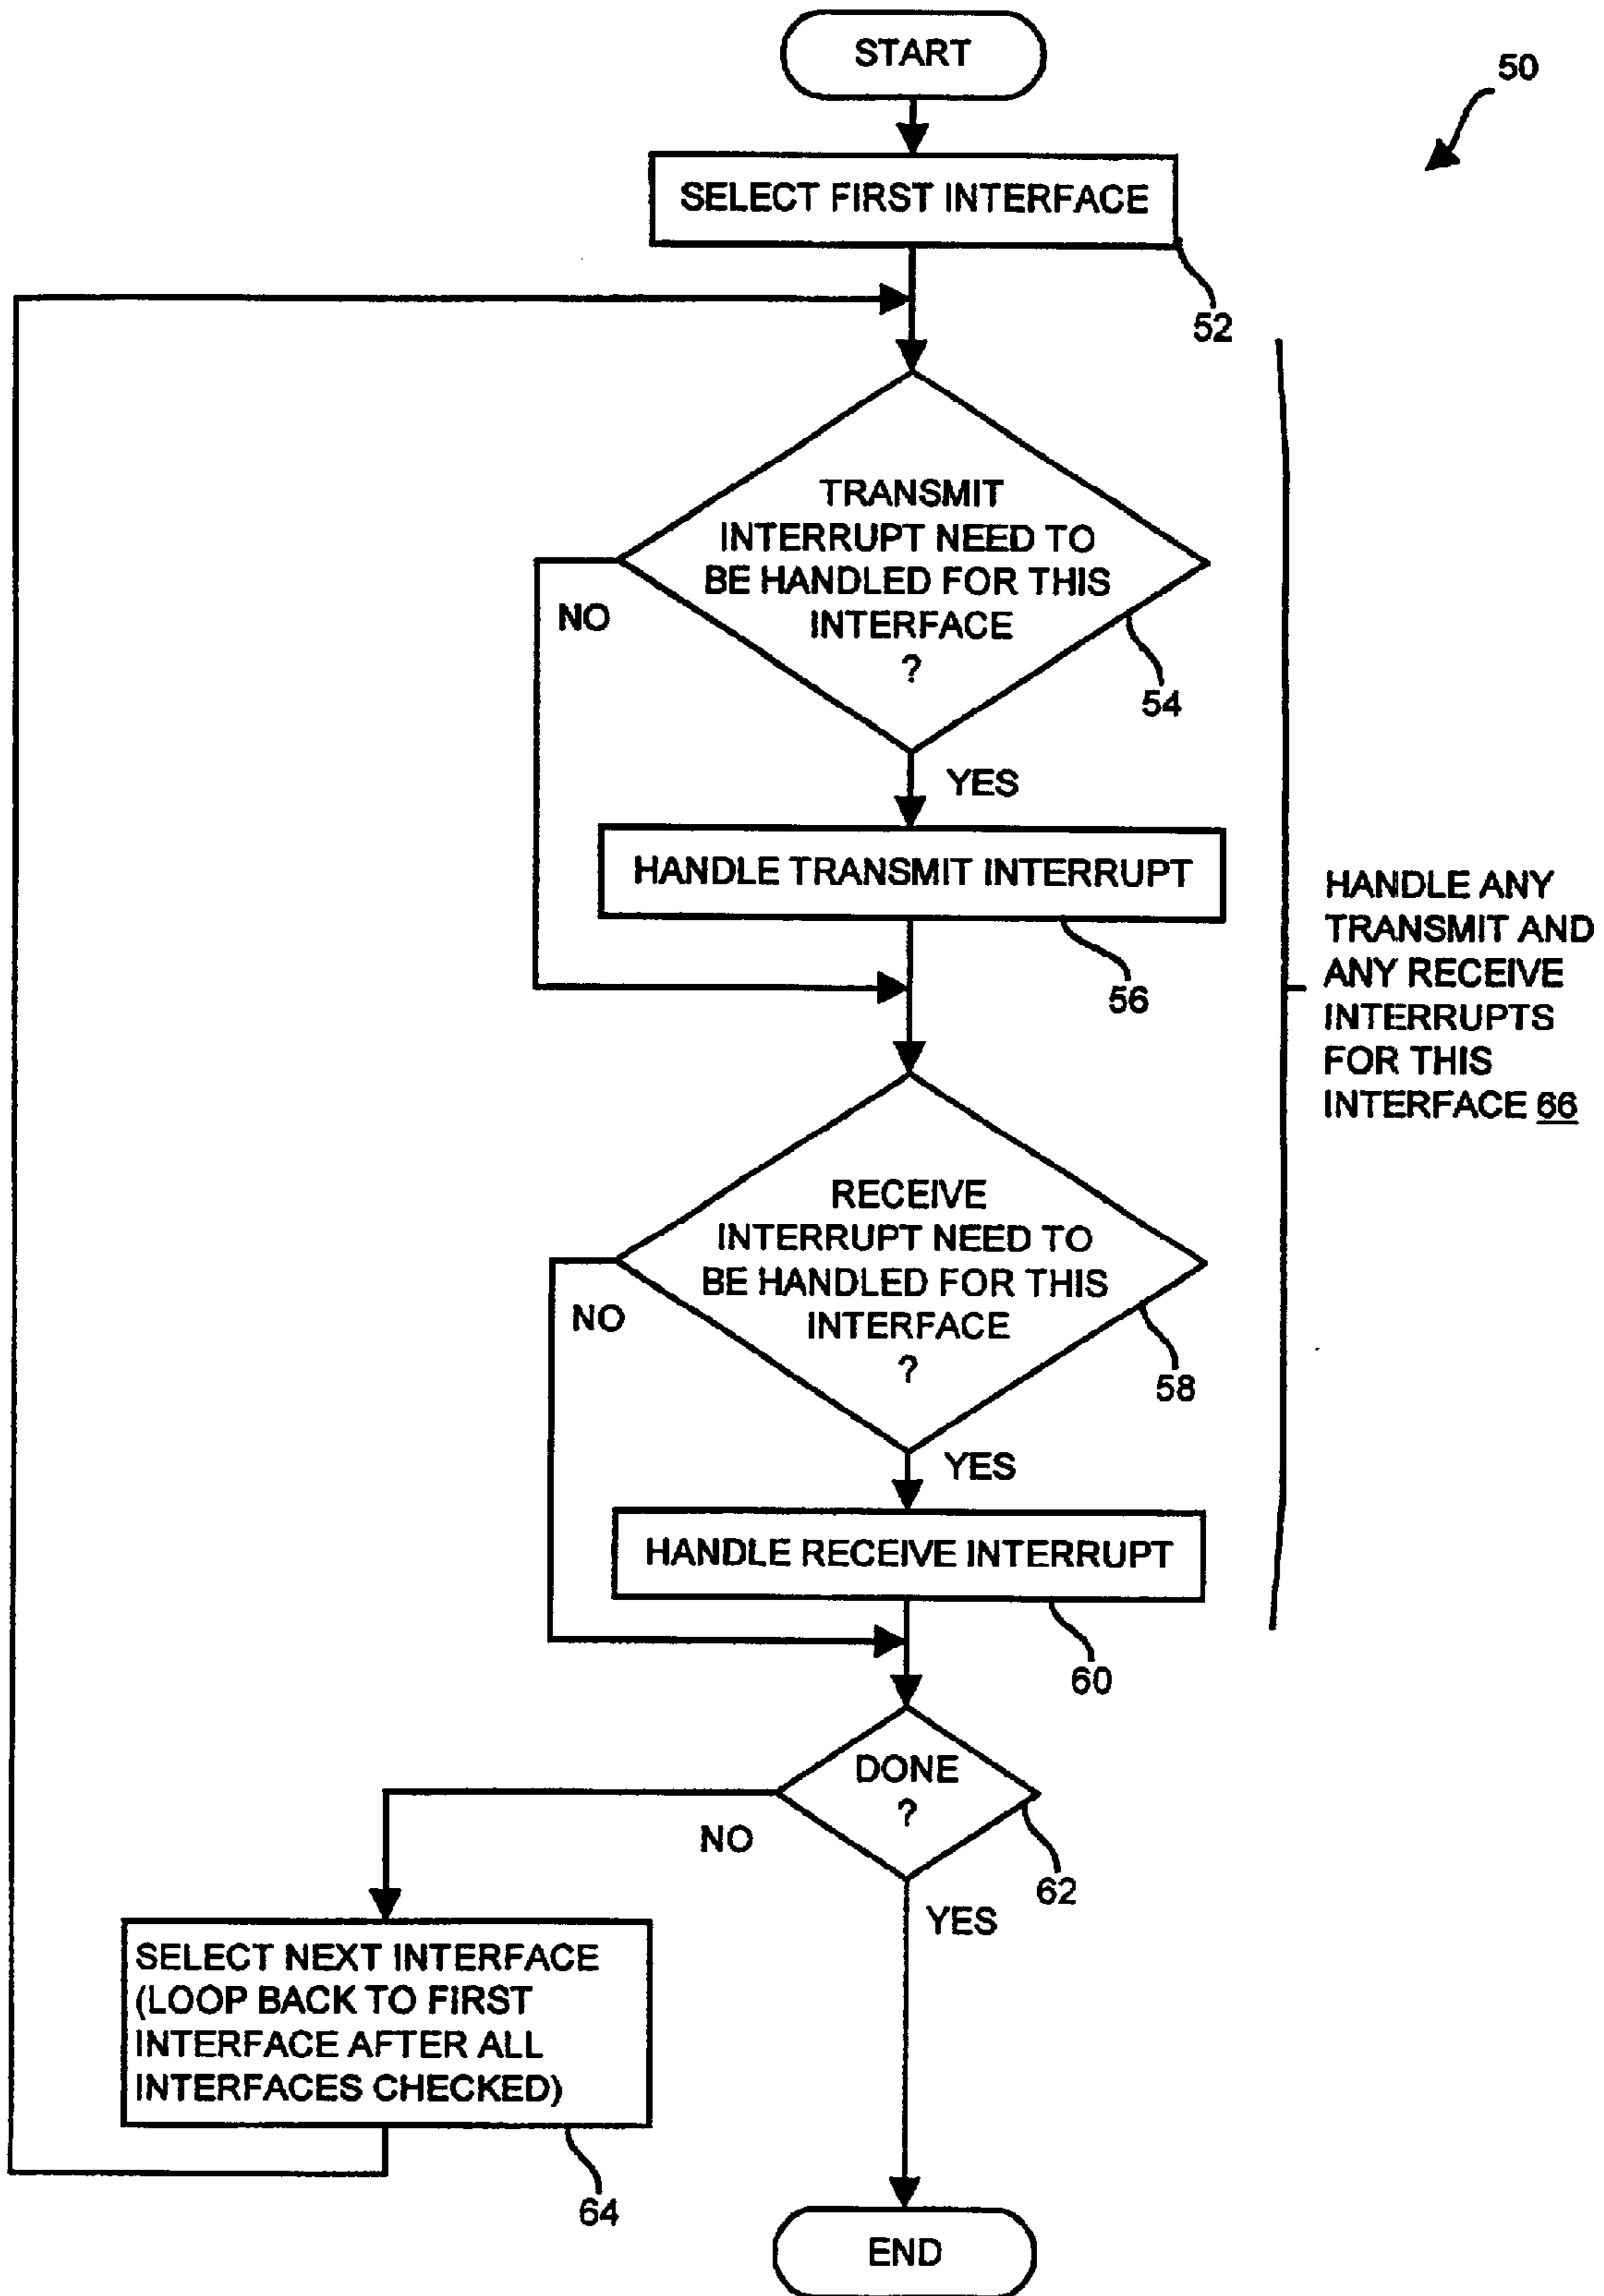 START
50
SELECT FIRST INTERFACE
52
TRANSMIT
INTERRUPT NEED TO
BE HANDLED FOR THIS
INTERFACE
?
NO
54
YES
HANDLE TRANSMIT INTERRUPT
56
HANDLE ANY
TRANSMIT AND
ANY RECEIVE
INTERRUPTS
FOR THIS
INTERFACE 66
RECEIVE
INTERRUPT NEED TO
BE HANDLED FOR THIS
INTERFACE
?
NO
58
YES
HANDLE RECEIVE INTERRUPT
60
DONE
?
NO
62
YES
SELECT NEXT INTERFACE
(LOOP BACK TO FIRST
INTERFACE AFTER ALL
INTERFACES CHECKED)
64
END